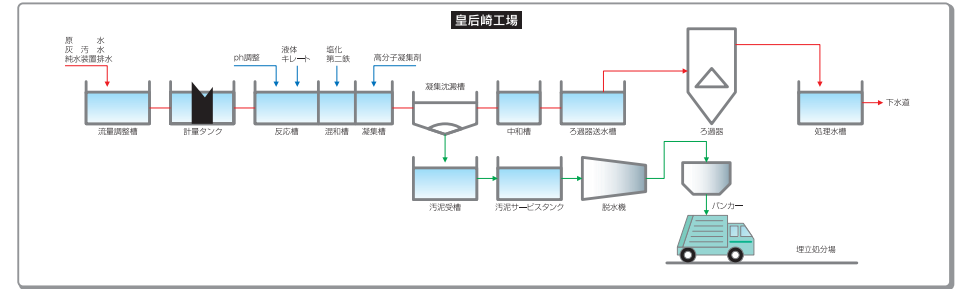 皇后崎工場
原水
灰汚水
純水装置排水
ph調整
液体
キレート
塩化
第二鉄
高分子凝集剤
凝集沈澱槽
下水道
流量調整槽
計量タンク
反応槽
混和槽
凝集槽
中和槽
ろ過器送水槽
ろ過器
処理水槽
汚泥受槽
汚泥サービスタンク
脱水機
バンカー
埋立処分場